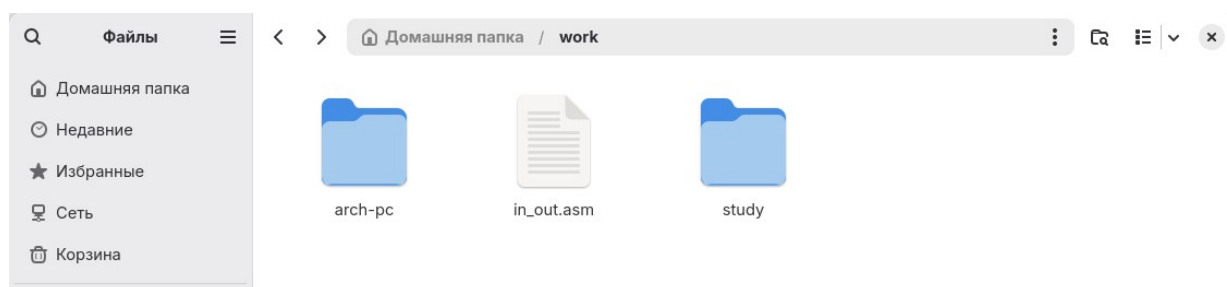 Файлы
Домашняя папка / work
Домашняя папка
Недавние
Избранные
Сеть
Корзина
arch-pc
in_out.asm
study